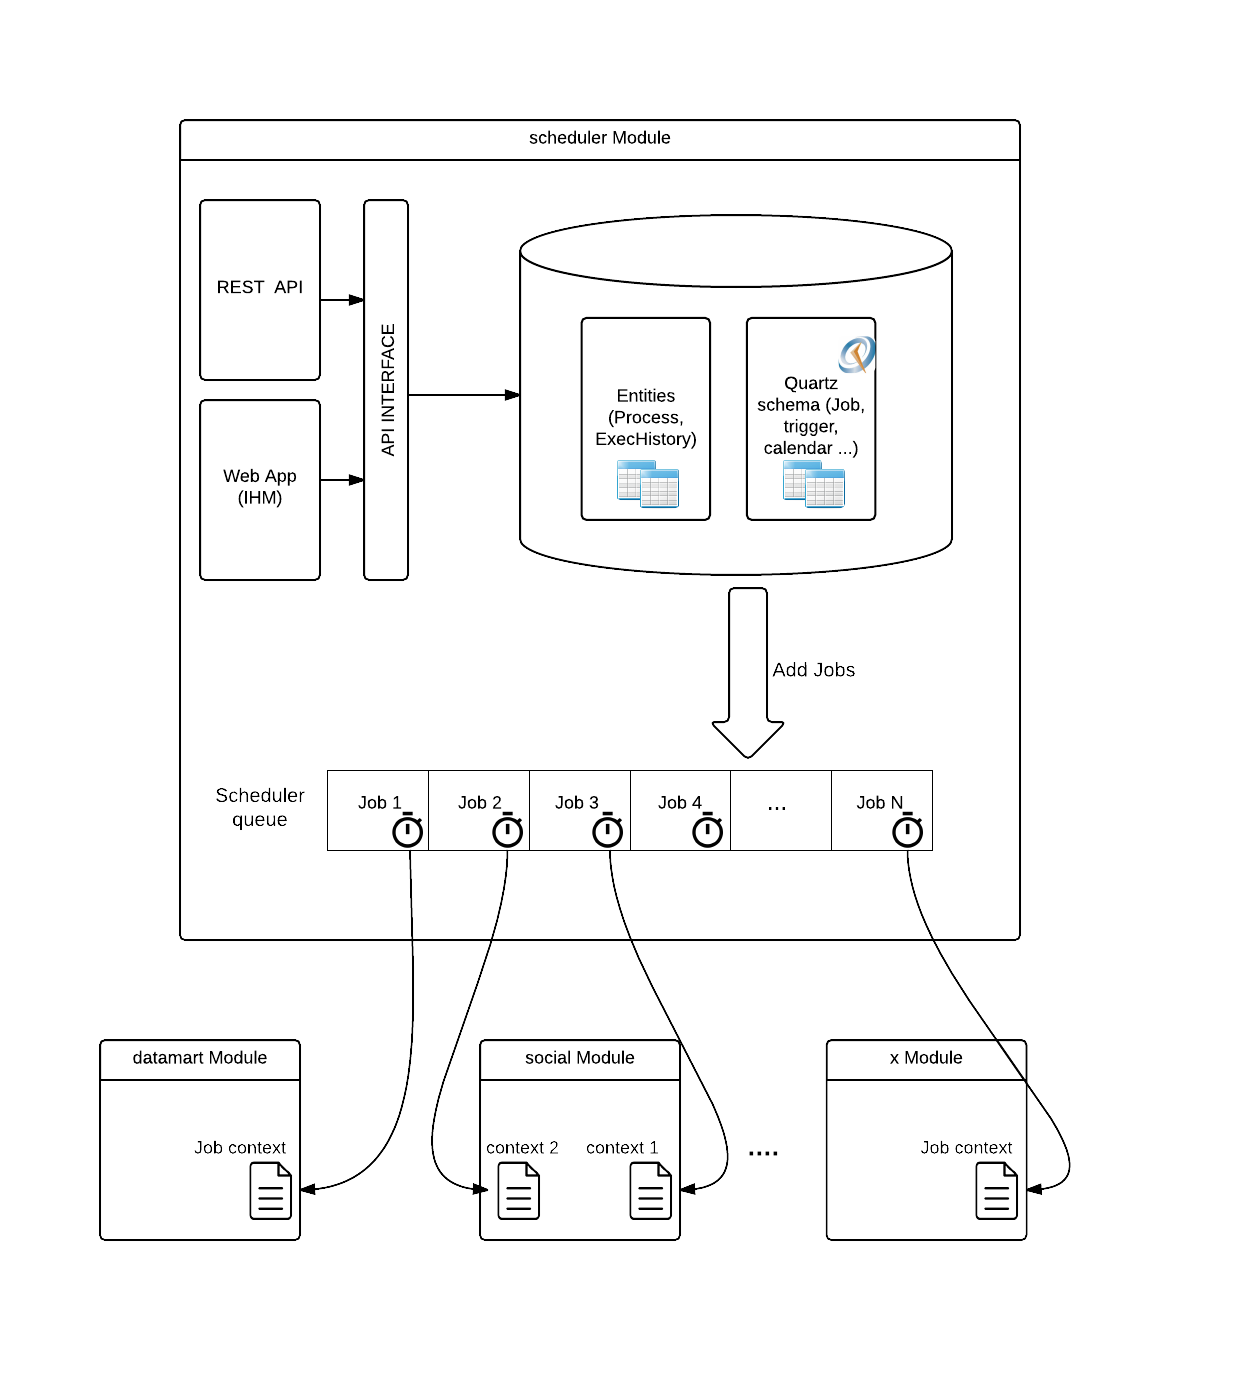 scheduler Module
REST  API
Web App
(IHM)
API INTERFACE
Entities
(Process,
ExecHistory)
Quartz
schema (Job,
trigger,
calendar ...)
Add Jobs
Scheduler
queue
Job 1
Job 2
Job 3
Job 4
...
Job N
datamart Module
Job context
social Module
context 2
context 1
....
x Module
Job context